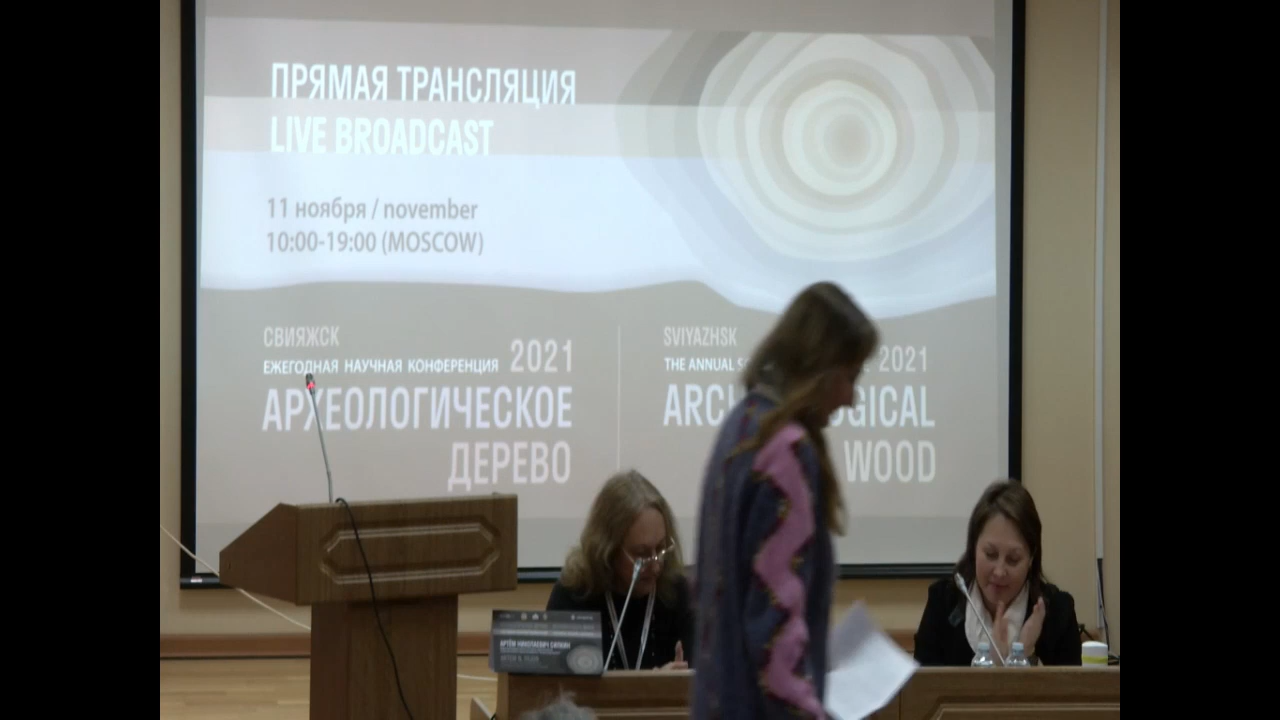 ПРЯМАЯ ТРАНСЛЯЦИЯ
LIVE BROADCAST
11 ноября / november
10:00-19:00 (MOSCOW)
СВИЯЖСК
ЕЖЕГОДНАЯ НАУЧНАЯ КОНФЕРЕНЦИЯ 2021
АРХЕОЛОГИЧЕСКОЕ
ДЕРЕВО
SVIYAZHSK
THE ANNUAL 2021
WOOD